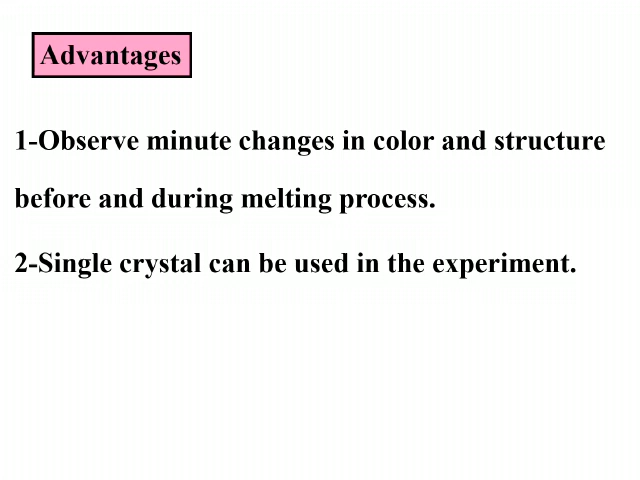 Advantages
1-Observe minute changes in color and structure
before and during melting process.
2-Single crystal can be used in the experiment.